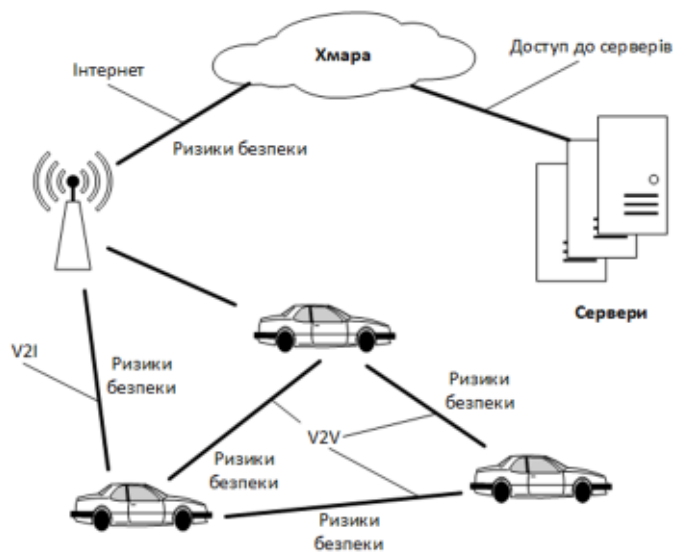 Хмара
Доступ до серверів
Інтернет
Ризики безпеки
Сервери
V2I
Ризики
безпеки
Ризики
безпеки
V2V
Ризики
безпеки
Ризики
безпеки